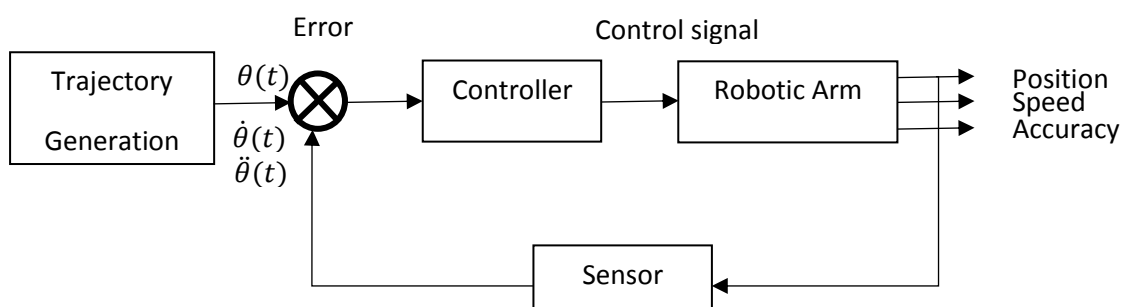 Error
Control signal
Trajectory
Generation
θ(t)
θ̇(t)
θ̈(t)
Controller
Robotic Arm
Position
Speed
Accuracy
Sensor